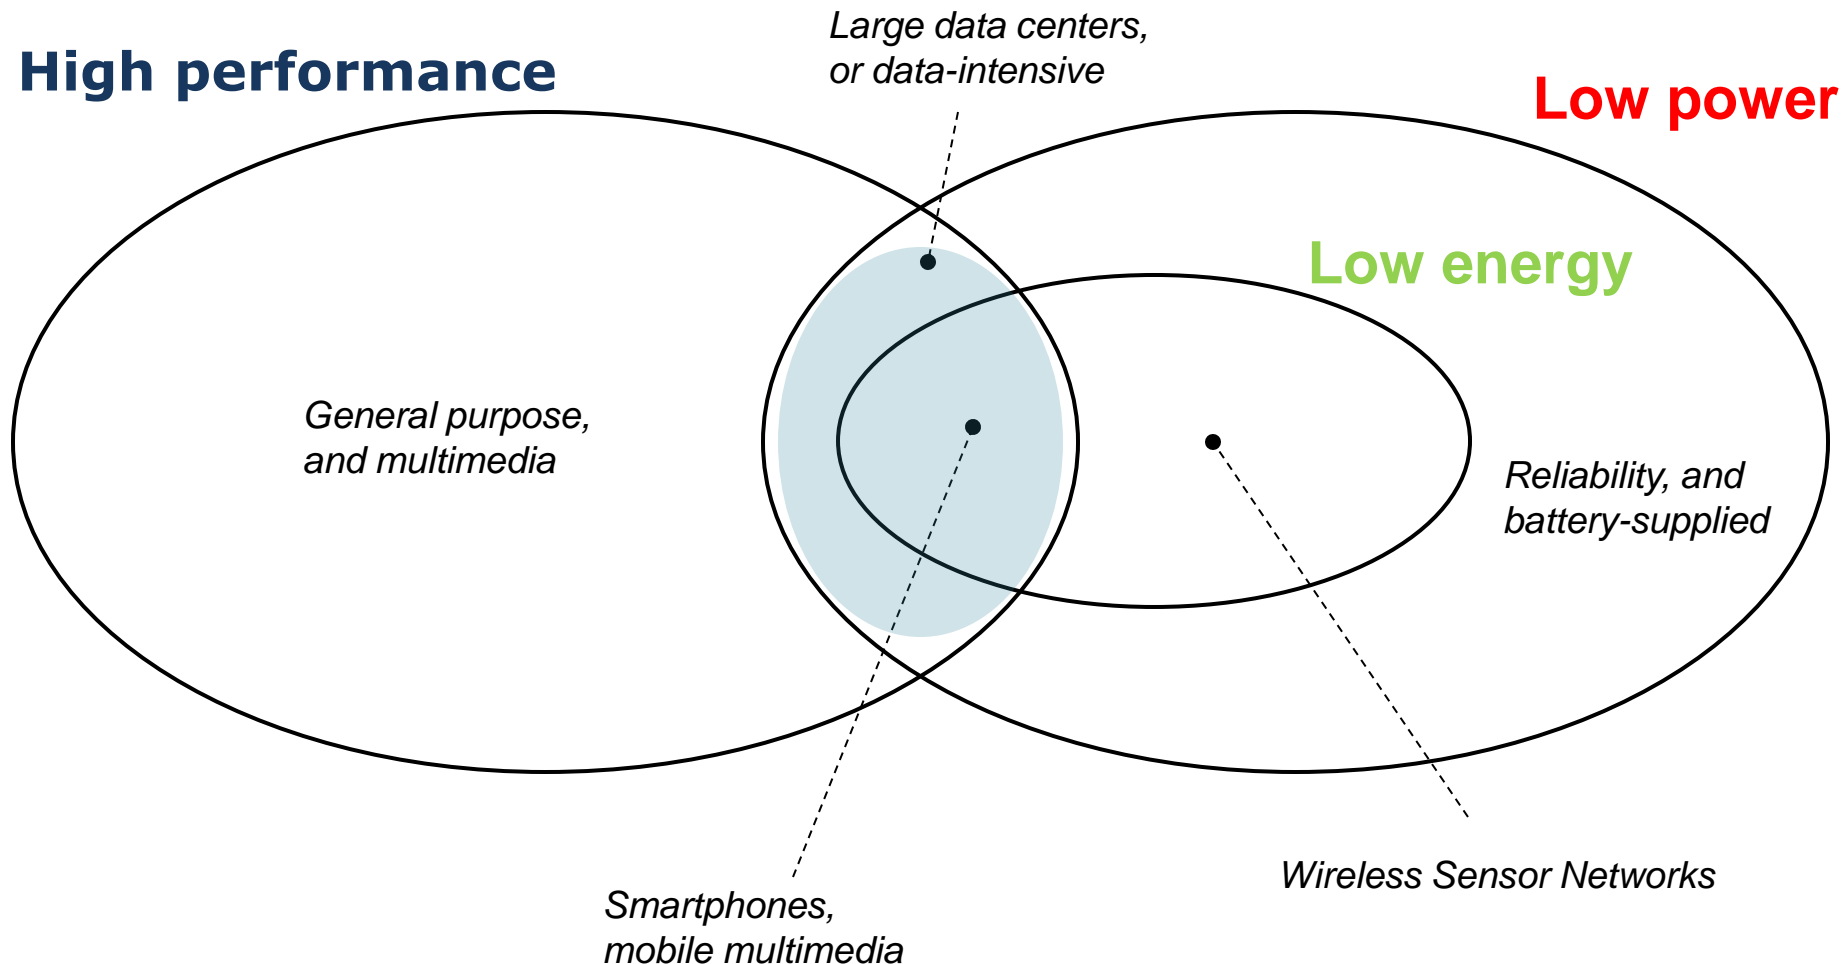 Large data centers,
or data-intensive
High performance
Low power
Low energy
General purpose,
and multimedia
Reliability, and
battery-supplied
Wireless Sensor Networks
Smartphones,
mobile multimedia